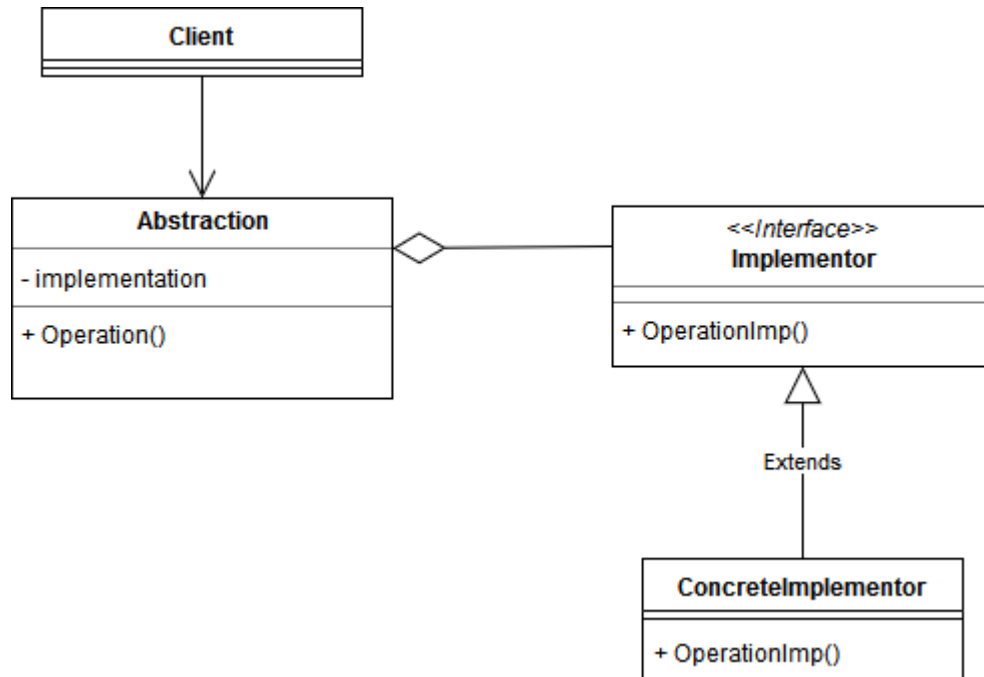 Client
Abstraction
- implementation
+ Operation()
<<Interface>>
Implementor
+ OperationImp()
Extends
ConcreteImplementor
+ OperationImp()